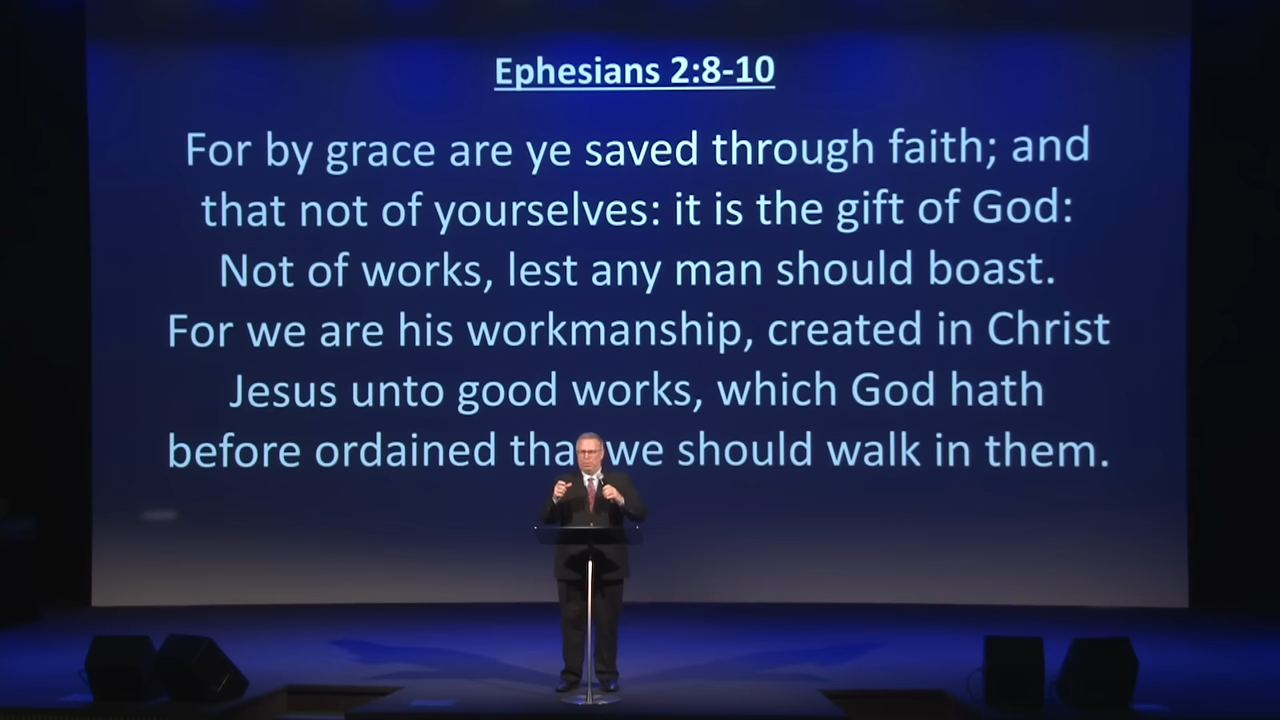 Ephesians 2:8-10
For by grace are ye saved through faith; and
that not of yourselves: it is the gift of God:
Not of works, lest any man should boast.
For we are his workmanship, created in Christ
Jesus unto good works, which God hath
before ordained that we should walk in them.